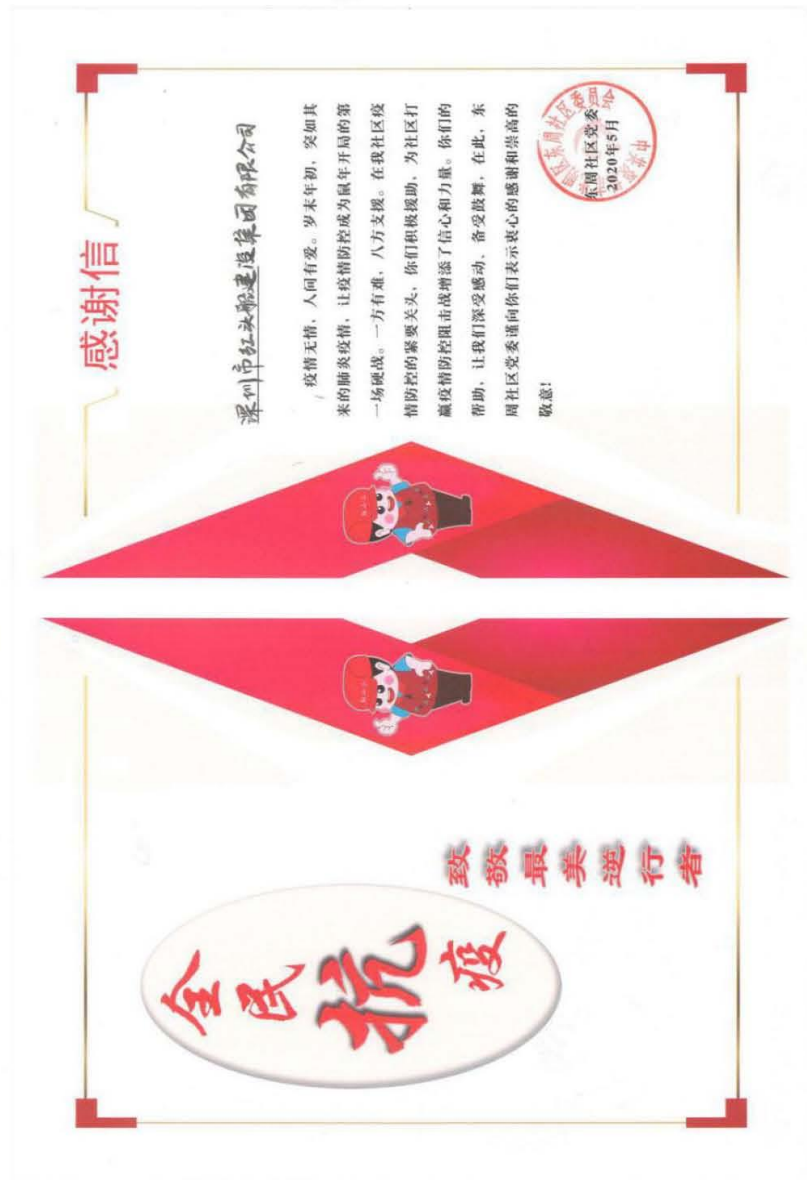 全民
抗
疫
致敬最美逆行者
感谢信
深圳市红头船建设集团有限公司
疫情无情，人间有爱。岁末年初，突如其
来的肺炎疫情，让疫情防控成为鼠年开局的第
一场硬战。一方有难，八方支援。在我社区疫
情防控的紧要关头，你们积极援助，为社区打
赢疫情防控阻击战增添了信心和力量。你们的
帮助，让我们深受感动、备受鼓舞，在此，东
周社区党委谨向你们表示衷心的感谢和崇高的
敬意！
东周社区党委
2020年5月